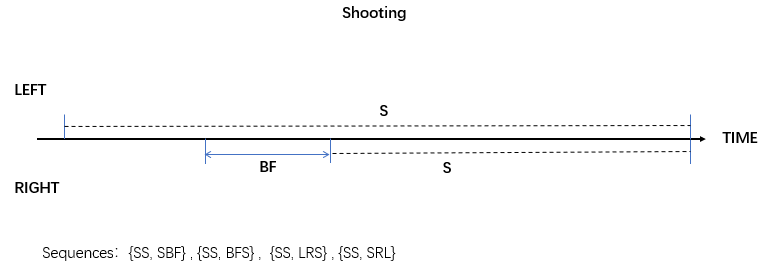 Shooting
LEFT
S
TIME
BF
S
RIGHT
Sequences: {SS, SBF} , {SS, BFS} , {SS, LRS} , {SS, SRL}